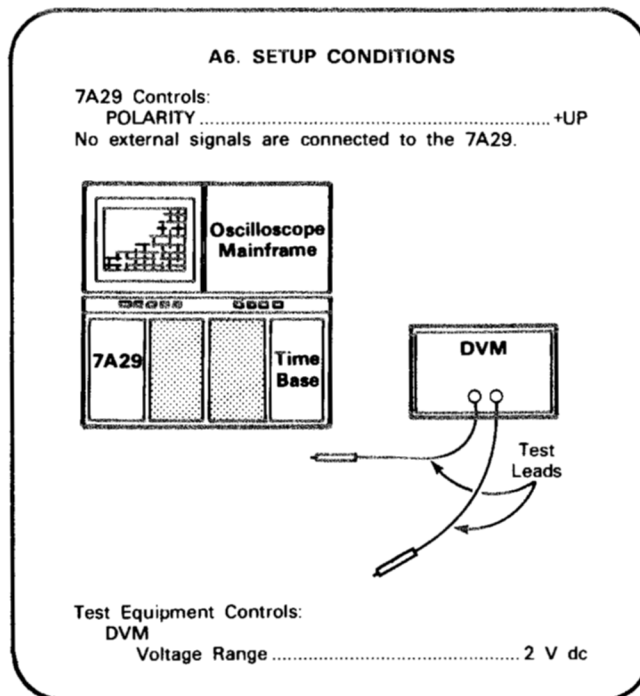 A6. SETUP CONDITIONS
7A29 Controls:
POLARITY ........................................................ +UP
No external signals are connected to the 7A29.
Oscilloscope
Mainframe
7A29
Time
Base
DVM
Test
Leads
Test Equipment Controls:
DVM
Voltage Range ........................................ 2 V dc